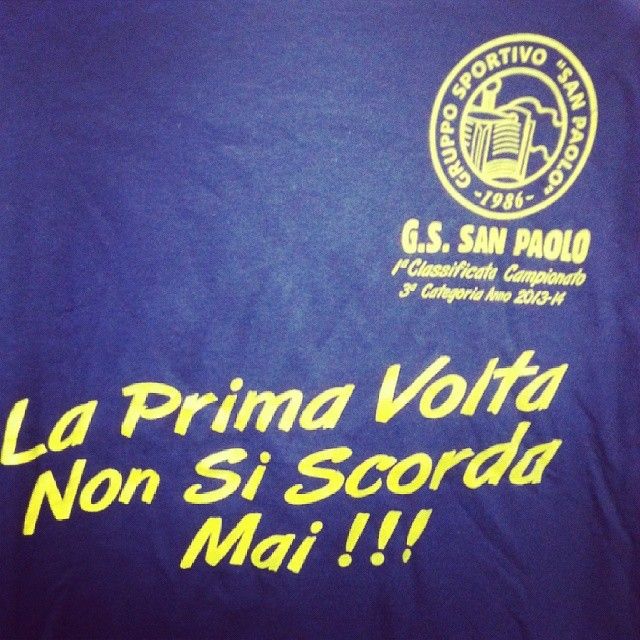 GRUPPO SPORTIVO "SAN PAOLO"
-1986-
G.S. SAN PAOLO
1ª Classificata Campionato
3ª Categoria Anno 2013-14
La Prima Volta
Non Si Scorda
Mai !!!